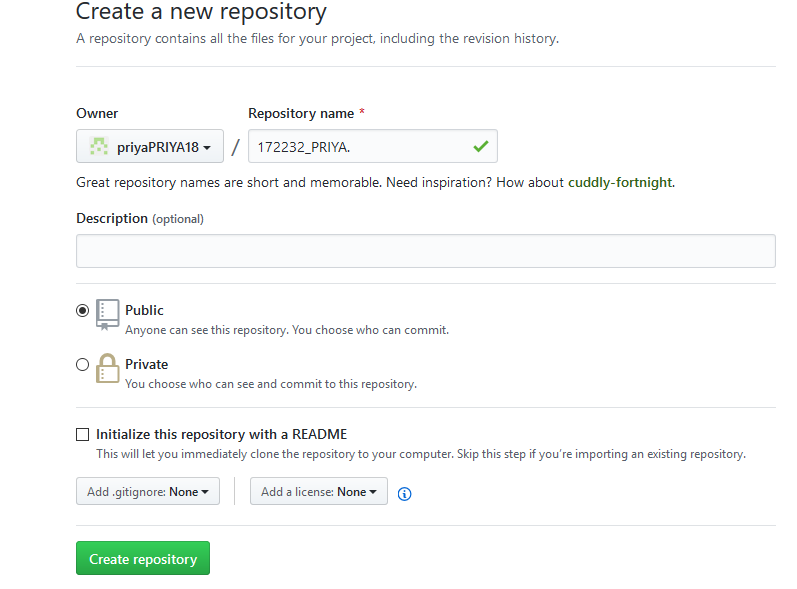 Create a new repository
A repository contains all the files for your project, including the revision history.
Owner
Repository name *
priyaPRIYA18 / 172232_PRIYA.
Great repository names are short and memorable. Need inspiration? How about cuddly-fortnight.
Description (optional)
Public
Anyone can see this repository. You choose who can commit.
Private
You choose who can see and commit to this repository.
Initialize this repository with a README
This will let you immediately clone the repository to your computer. Skip this step if you’re importing an existing repository.
Add .gitignore: None
Add a license: None
Create repository